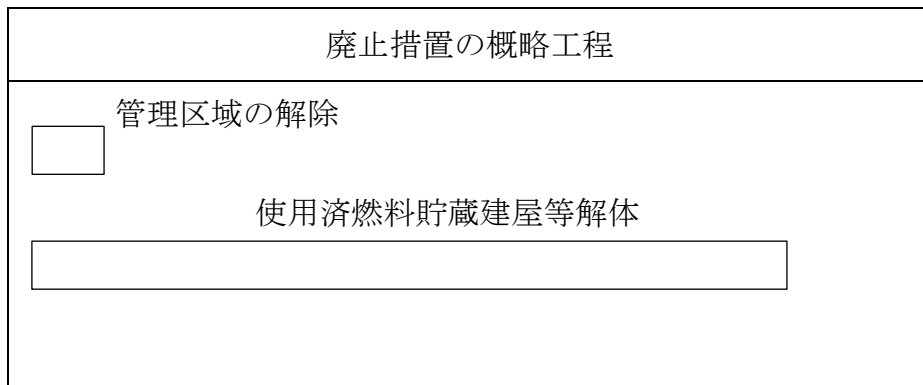 廃止措置の概略工程
管理区域の解除
使用済燃料貯蔵建屋等解体